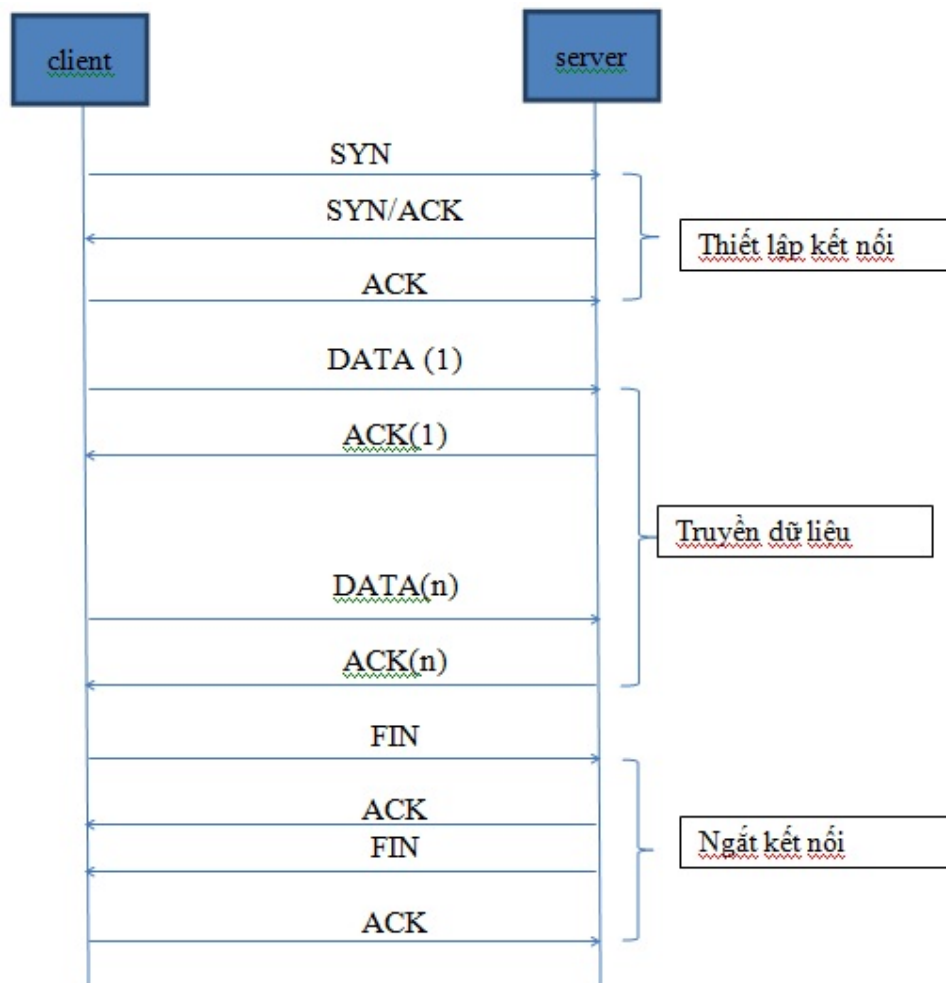 client
server
SYN
SYN/ACK
Thiết lập kết nối
ACK
DATA (1)
ACK(1)
Truyền dữ liệu
DATA(n)
ACK(n)
FIN
ACK
FIN
Ngắt kết nối
ACK